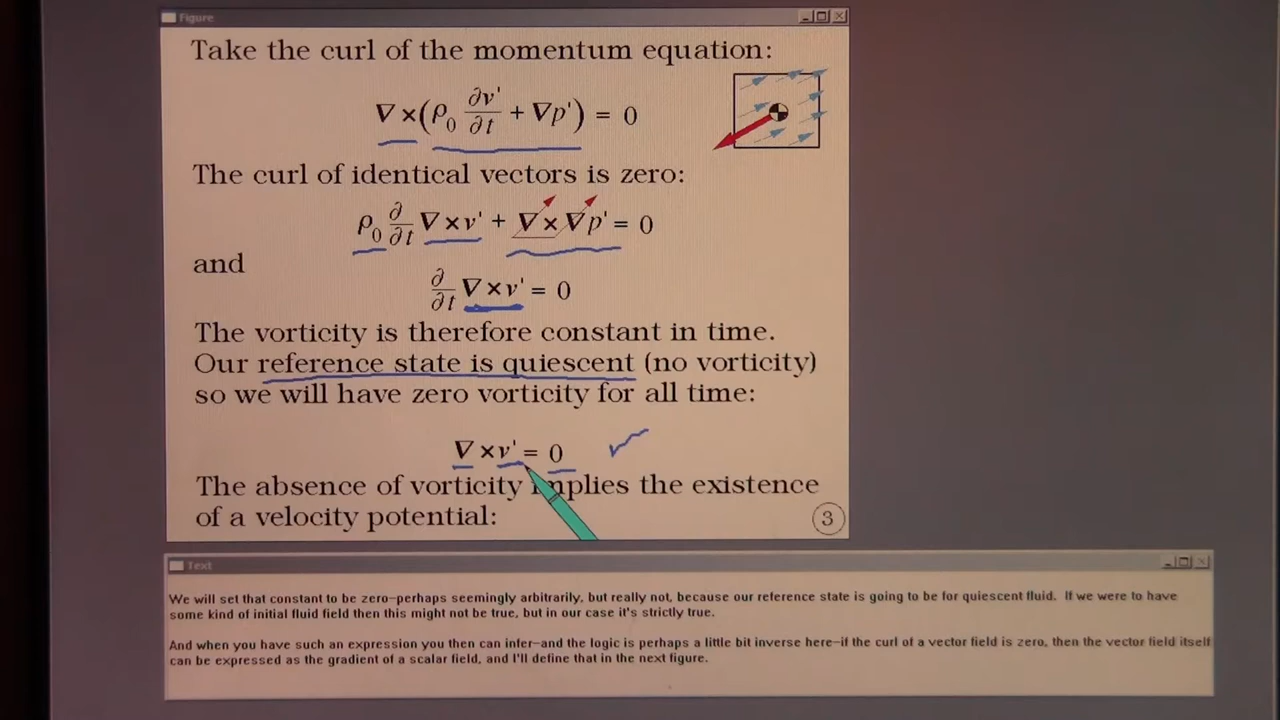 Figure
Take the curl of the momentum equation:
∇ ×(ρ₀ ∂v'/∂t + ∇p') = 0
The curl of identical vectors is zero:
ρ₀ ∂/∂t ∇ ×v' + ∇ × ∇p' = 0
and
∂/∂t ∇ ×v' = 0
The vorticity is therefore constant in time.
Our reference state is quiescent (no vorticity)
so we will have zero vorticity for all time:
∇ ×v' = 0
The absence of vorticity implies the existence
of a velocity potential:
3
Text
We will set that constant to be zero–perhaps seemingly arbitrarily, but really not, because our reference state is going to be for quiescent fluid. If we were to have
some kind of initial fluid field then this might not be true, but in our case it's strictly true.
And when you have such an expression you then can infer–and the logic is perhaps a little bit inverse here–if the curl of a vector field is zero, then the vector field itself
can be expressed as the gradient of a scalar field, and I'll define that in the next figure.